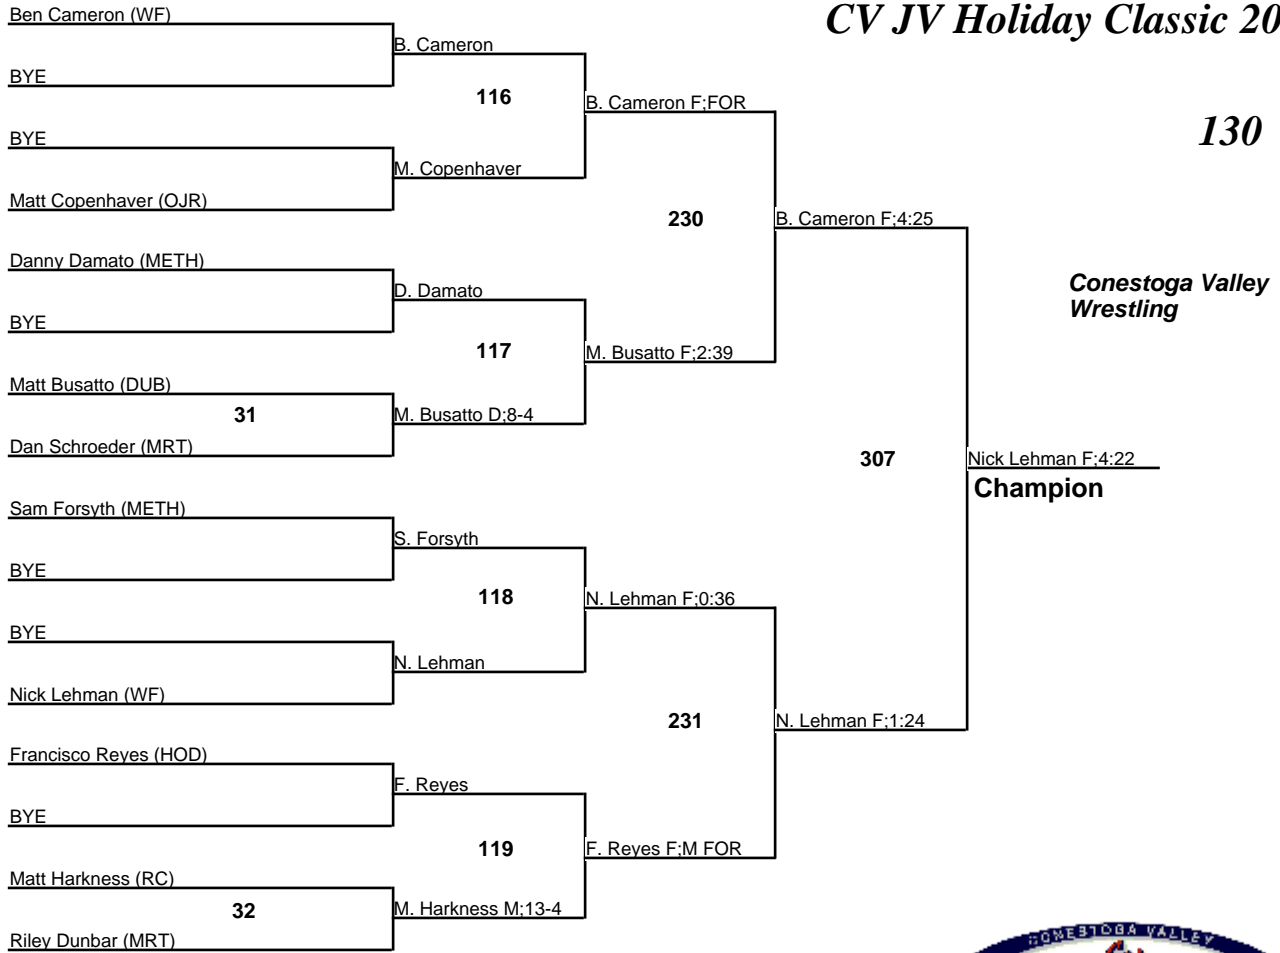 CV JV Holiday Classic 20
130
Conestoga Valley
Wrestling
Ben Cameron (WF)
B. Cameron
BYE
116
B. Cameron F;FOR
BYE
M. Copenhaver
Matt Copenhaver (OJR)
230
B. Cameron F;4:25
Danny Damato (METH)
D. Damato
BYE
117
M. Busatto F;2:39
Matt Busatto (DUB)
31
M. Busatto D;8-4
Dan Schroeder (MRT)
307
Nick Lehman F;4:22
Champion
Sam Forsyth (METH)
S. Forsyth
BYE
118
N. Lehman F;0:36
BYE
N. Lehman
Nick Lehman (WF)
231
N. Lehman F;1:24
Francisco Reyes (HOD)
F. Reyes
BYE
119
F. Reyes F;M FOR
Matt Harkness (RC)
32
M. Harkness M;13-4
Riley Dunbar (MRT)
CONESTOGA VALLEY